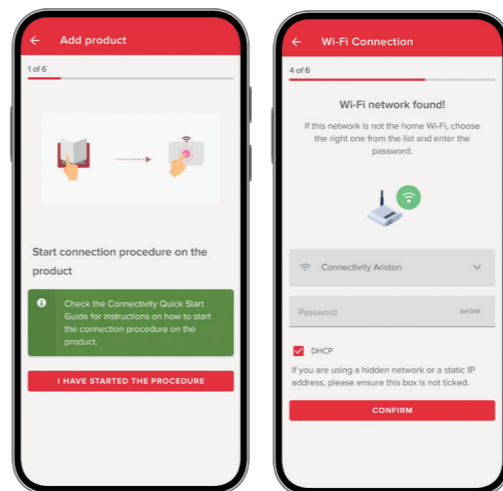 Add product
1 of 6
Start connection procedure on the
product
Check the Connectivity Quick Start
Guide for instructions on how to start
the connection procedure on the
product.
I HAVE STARTED THE PROCEDURE
Wi-Fi Connection
4 of 6
Wi-Fi network found!
If this network is not the home Wi-Fi, choose
the right one from the list and enter the
password.
Connectivity Ariston
Password SHOW
DHCP
If you are using a hidden network or a static IP
address, please ensure this box is not ticked.
CONFIRM